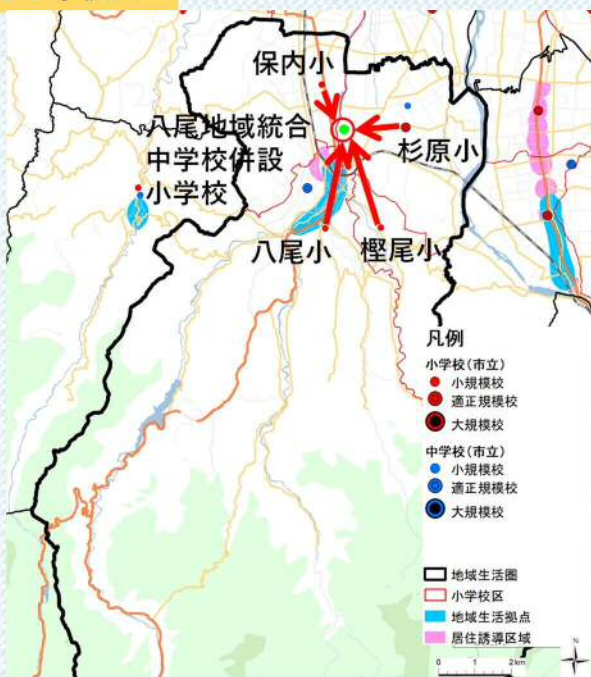 保内小
八尾地域統合
中学校併設
小学校
杉原小
八尾小
樫尾小
凡例
小学校(市立)
小規模校
適正規模校
大規模校
中学校(市立)
小規模校
適正規模校
大規模校
地域生活圏
小学校区
地域生活拠点
居住誘導区域
N
0 1 2km